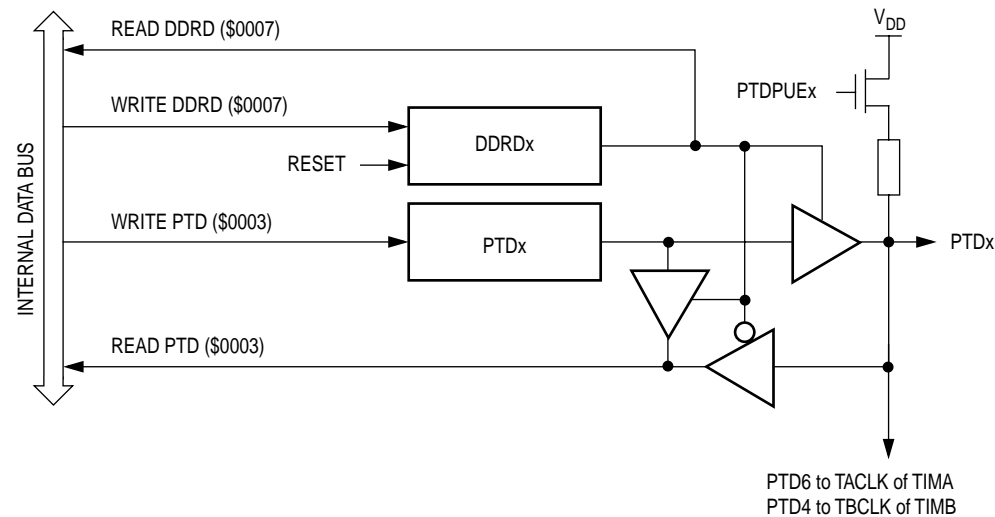 READ DDRD ($0007)
V_DD
WRITE DDRD ($0007)
PTDPUEx
DDRDx
RESET
INTERNAL DATA BUS
WRITE PTD ($0003)
PTDx
PTDx
READ PTD ($0003)
PTD6 to TACLK of TIMA
PTD4 to TBCLK of TIMB